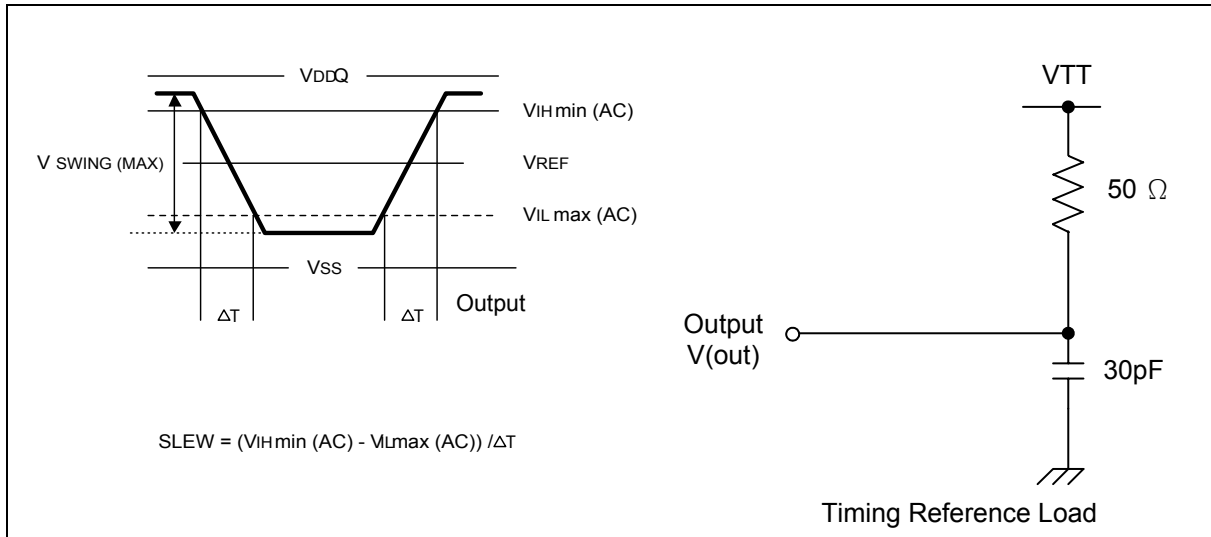 VDDQ
VIH min (AC)
V SWING (MAX)
VREF
VIL max (AC)
VSS
ΔT
ΔT
Output
SLEW = (VIH min (AC) - VILmax (AC)) /ΔT
VTT
50 Ω
Output
V(out)
30pF
Timing Reference Load